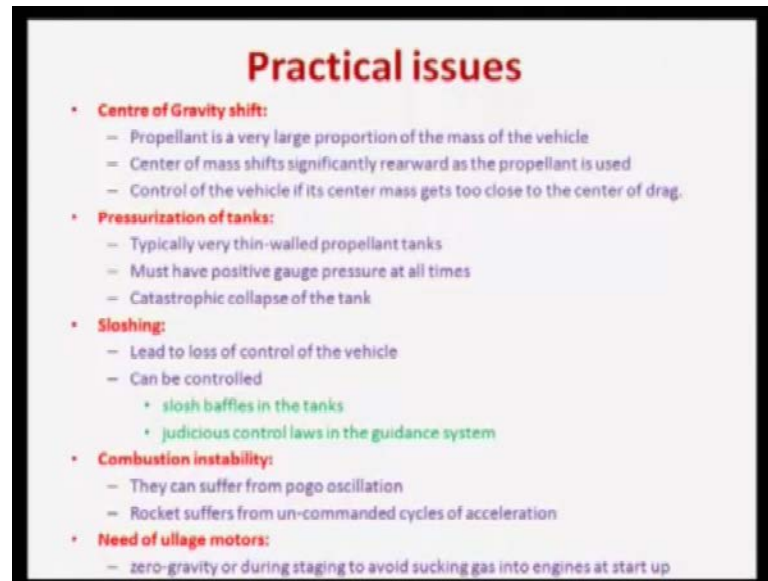 Practical issues
• Centre of Gravity shift:
– Propellant is a very large proportion of the mass of the vehicle
– Center of mass shifts significantly rearward as the propellant is used
– Control of the vehicle if its center mass gets too close to the center of drag.
• Pressurization of tanks:
– Typically very thin-walled propellant tanks
– Must have positive gauge pressure at all times
– Catastrophic collapse of the tank
• Sloshing:
– Lead to loss of control of the vehicle
– Can be controlled
• slosh baffles in the tanks
• judicious control laws in the guidance system
• Combustion instability:
– They can suffer from pogo oscillation
– Rocket suffers from un-commanded cycles of acceleration
• Need of ullage motors:
– zero-gravity or during staging to avoid sucking gas into engines at start up